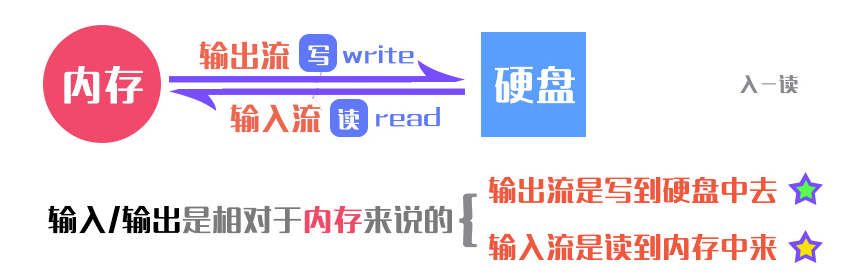 输出流 写 write
内存
硬盘
入一读
输入流 读 read
输入/输出是相对于内存来说的{
输出流是写到硬盘中去
输入流是读到内存中来